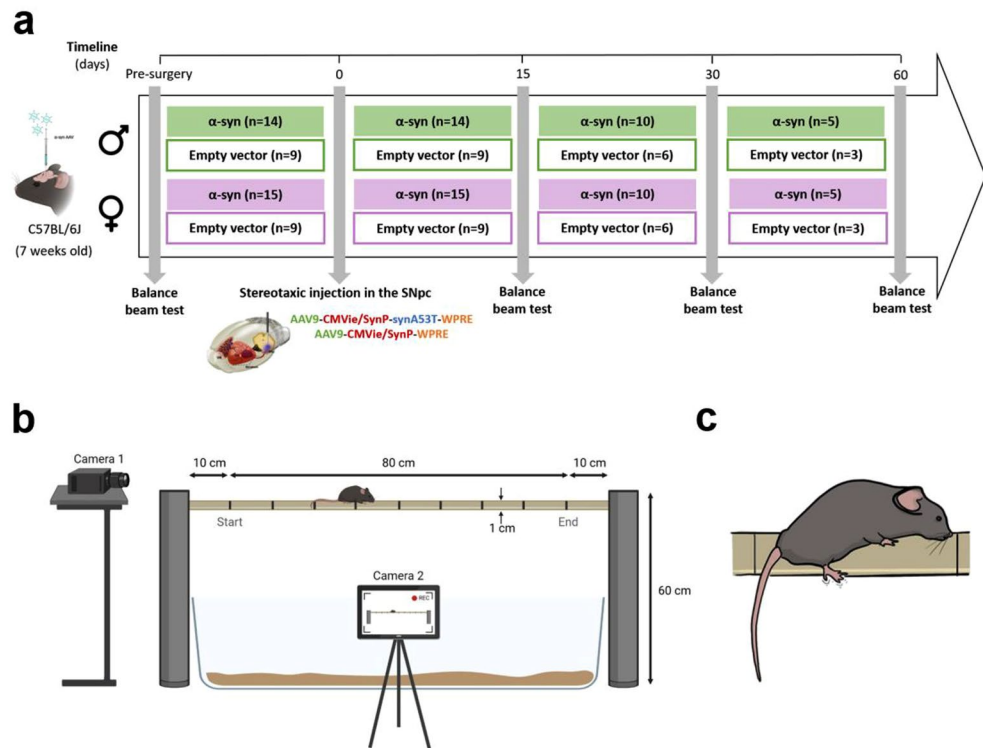 a
Timeline
(days)
Pre-surgery 0 15 30 60
α-syn (n=14) α-syn (n=14) α-syn (n=10) α-syn (n=5)
Empty vector (n=9) Empty vector (n=9) Empty vector (n=6) Empty vector (n=3)
α-syn (n=15) α-syn (n=15) α-syn (n=10) α-syn (n=5)
Empty vector (n=9) Empty vector (n=9) Empty vector (n=6) Empty vector (n=3)
α-syn AAV
♂
♀
C57BL/6J
(7 weeks old)
Balance
beam test
Stereotaxic injection in the SNpc
AAV9-CMVie/SynP-synA53T-WPRE
AAV9-CMVie/SynP-WPRE
Balance
beam test
Balance
beam test
Balance
beam test
b
Camera 1
10 cm 80 cm 10 cm
Start
End
1 cm
60 cm
Camera 2
REC
c